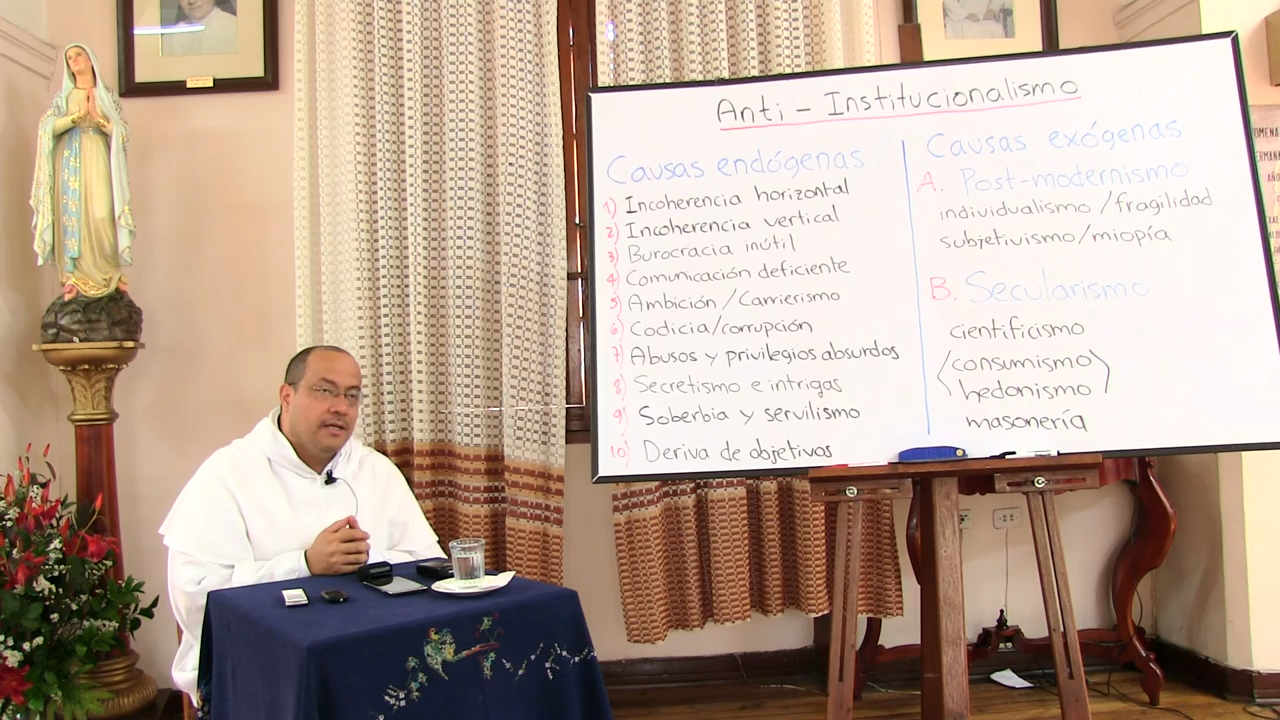 Anti - Institucionalismo
Causas endógenas
1) Incoherencia horizontal
2) Incoherencia vertical
3) Burocracia inútil
4) Comunicación deficiente
5) Ambición / Carrierismo
6) Codicia/corrupción
7) Abusos y privilegios absurdos
8) Secretismo e intrigas
9) Soberbia y servilismo
10) Deriva de objetivos
Causas exógenas
A. Post-modernismo
individualismo / fragilidad
subjetivismo/miopía
B. Secularismo
cientificismo
consumismo
hedonismo
masonería